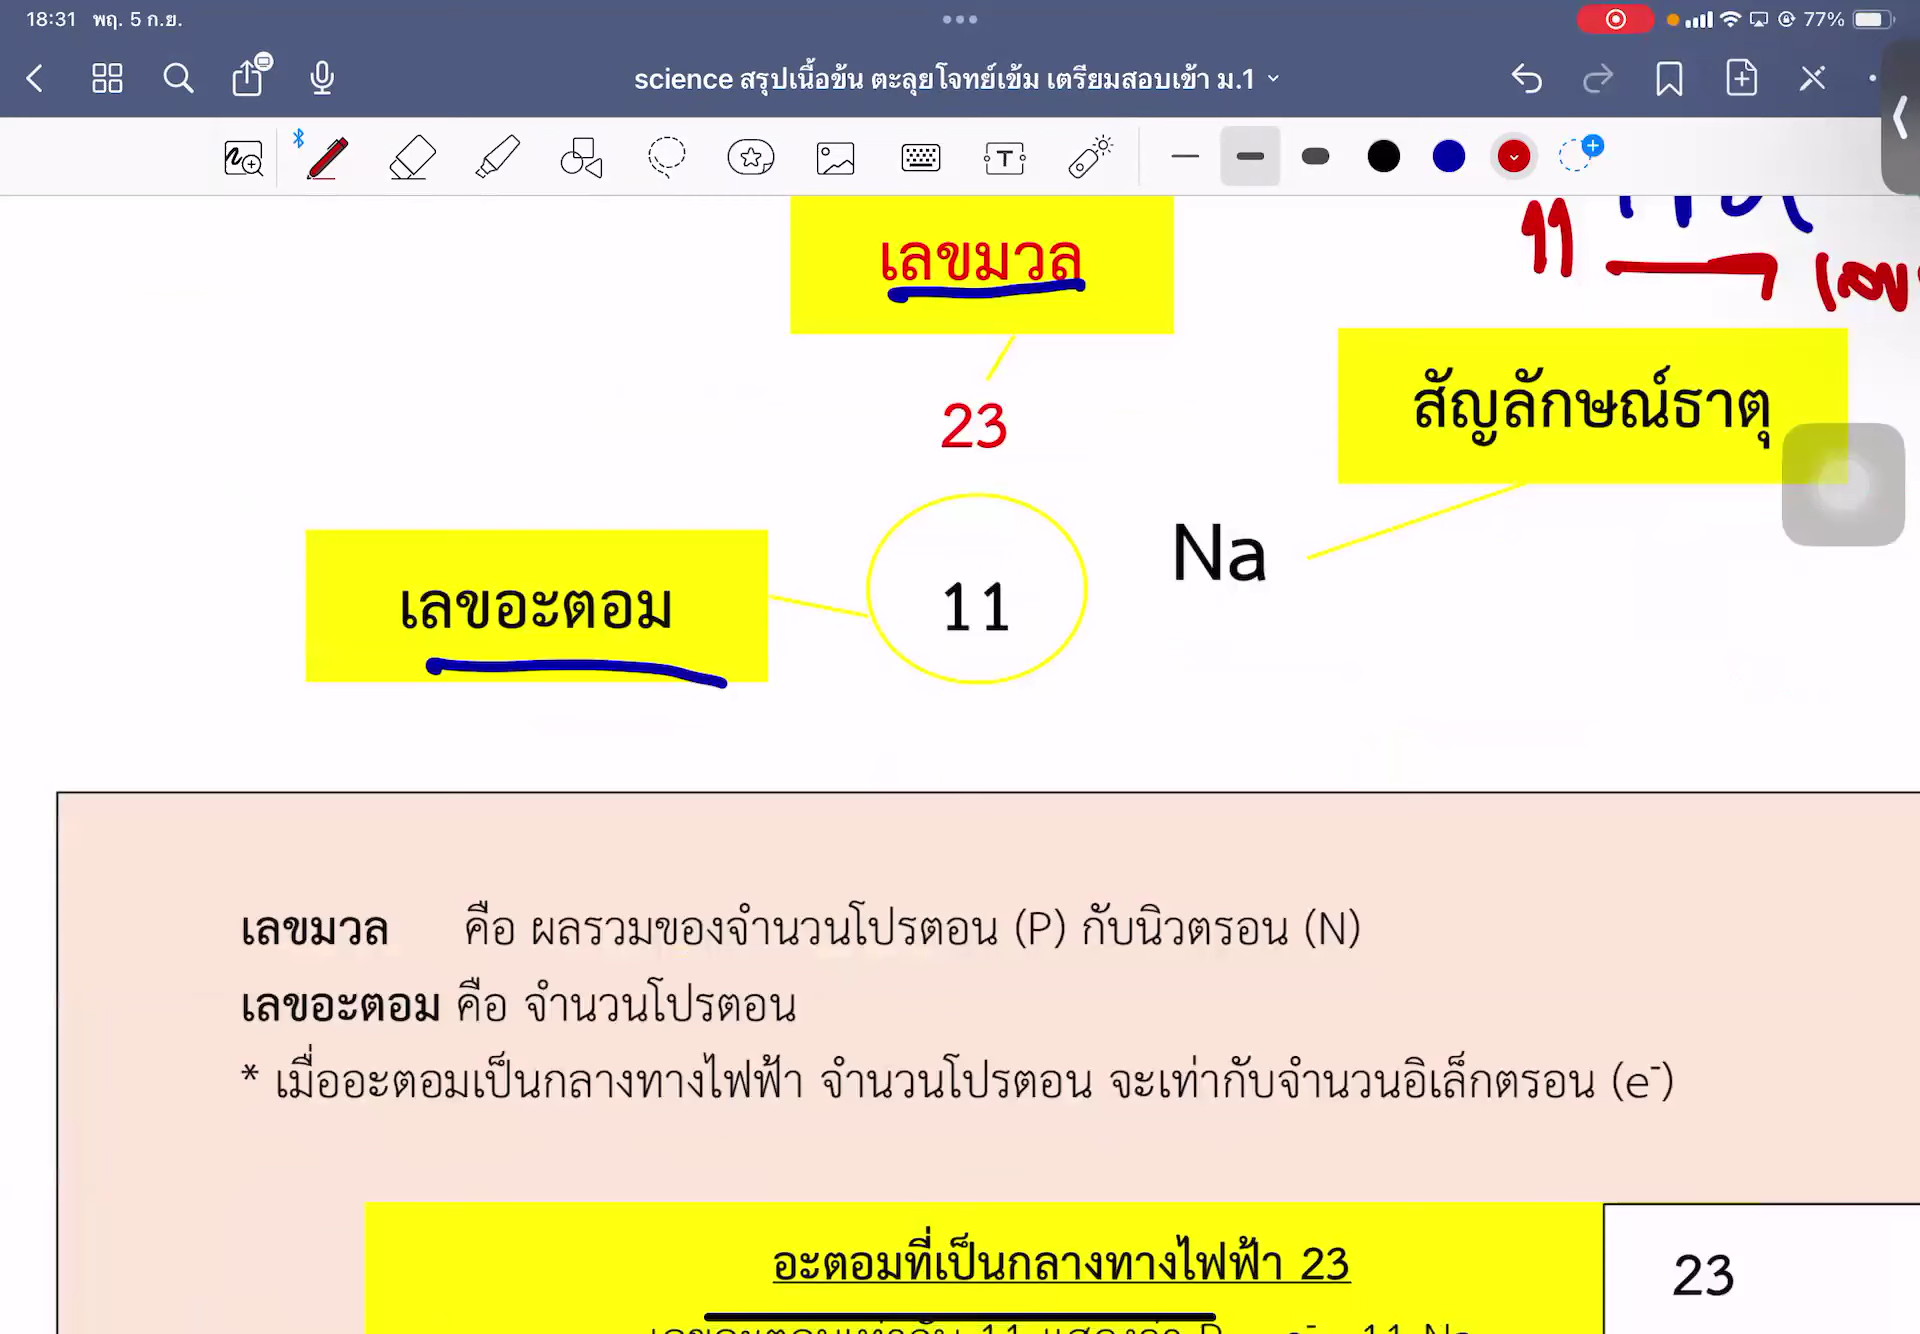 18:31 พฤ. 5 ก.ย.
77%
science สรุปเนื้อข้น ตะลุยโจทย์เข้ม เตรียมสอบเข้า ม.1
T
เลขมวล
11
สัญลักษณ์ธาตุ
23
Na
เลขอะตอม
11
เลขมวล คือ ผลรวมของจำนวนโปรตอน (P) กับนิวตรอน (N)
เลขอะตอม คือ จำนวนโปรตอน
* เมื่ออะตอมเป็นกลางทางไฟฟ้า จำนวนโปรตอน จะเท่ากับจำนวนอิเล็กตรอน (e⁻)
อะตอมที่เป็นกลางทางไฟฟ้า 23
23